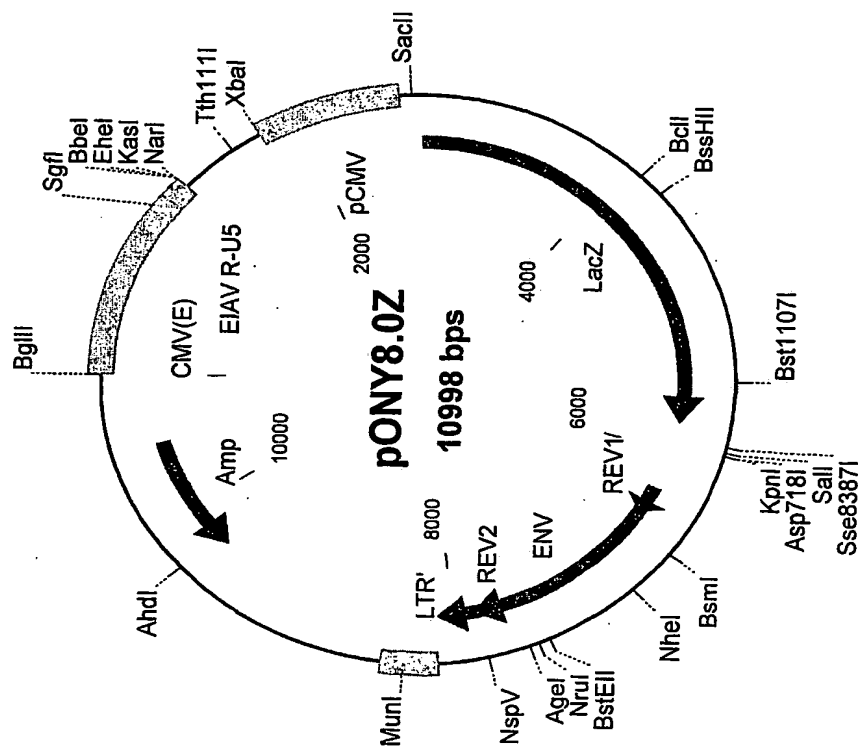 pONY8.0Z
10998 bps
BglII
SgfI
BbeI
EheI
KasI
NarI
Tth111I
XbaI
SacII
BclI
BssHII
Bst1107I
KpnI
Asp718I
SalI
Sse8387I
BsmI
NheI
BstEII
NruI
AgeI
NspV
MunI
AhdI
CMV(E)
EIAV R-U5
pCMV
LacZ
REV1/
ENV
REV2
LTR'
Amp
2000
4000
6000
8000
10000